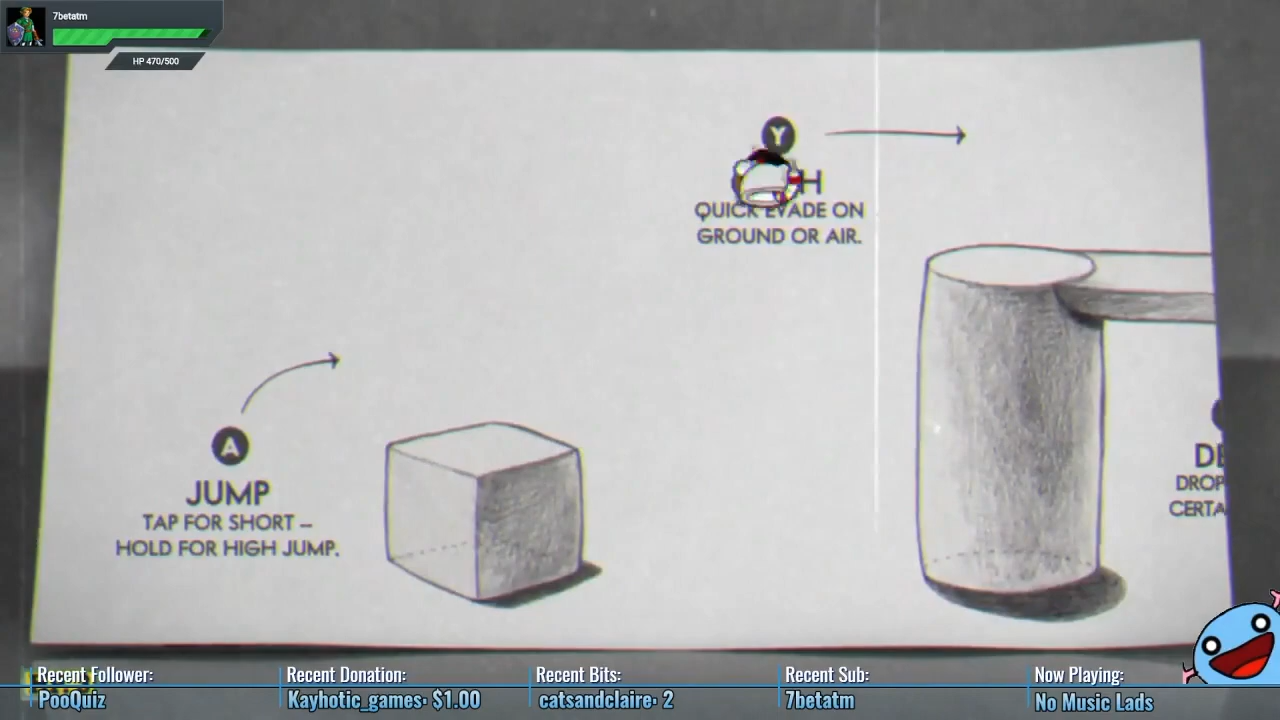 7betatm
HP 470/500
Y
QUICK EVADE ON
GROUND OR AIR.
A
JUMP
TAP FOR SHORT –
HOLD FOR HIGH JUMP.
Recent Follower:
PooQuiz
Recent Donation:
Kayhotic_games: $1.00
Recent Bits:
catsandclaire: 2
Recent Sub:
7betatm
Now Playing:
No Music Lads